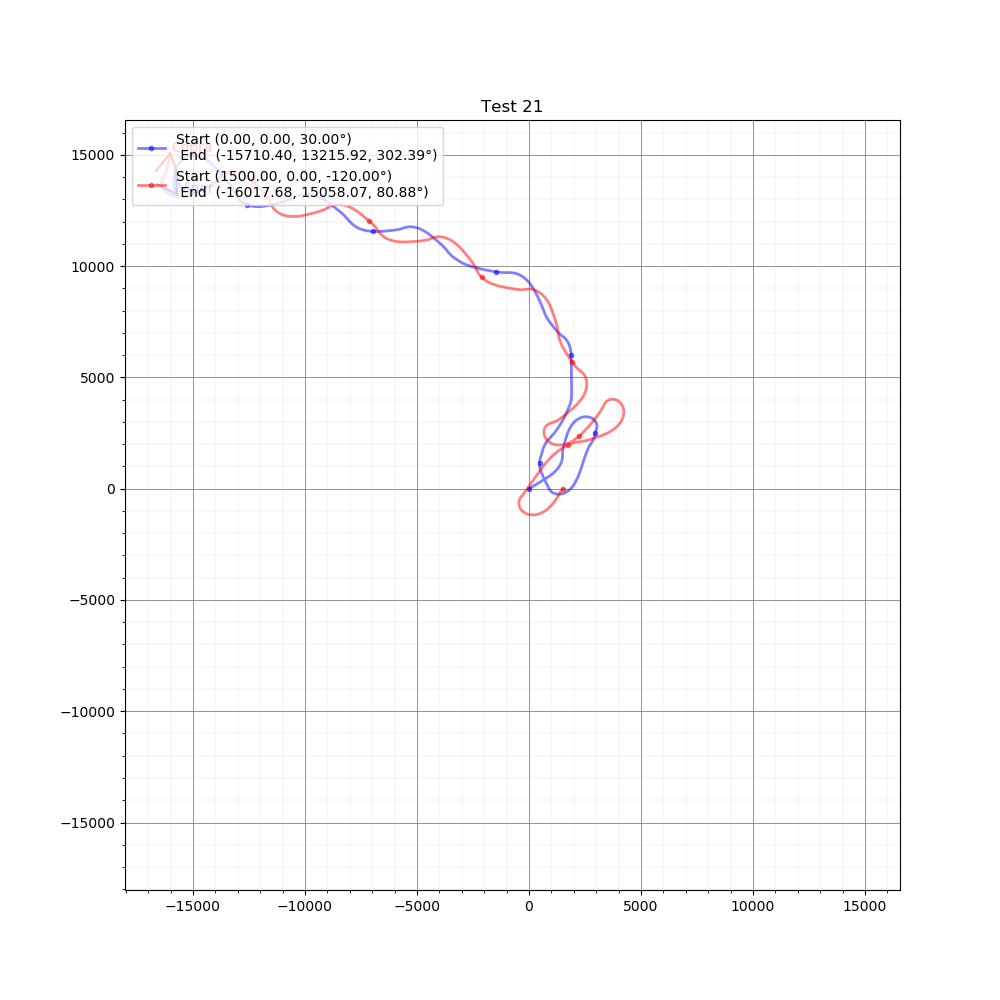 Test 21
Start (0.00, 0.00, 30.00°)
End (-15710.40, 13215.92, 302.39°)
Start (1500.00, 0.00, -120.00°)
End (-16017.68, 15058.07, 80.88°)
15000
10000
5000
0
−5000
−10000
−15000
−15000 −10000 −5000 0 5000 10000 15000